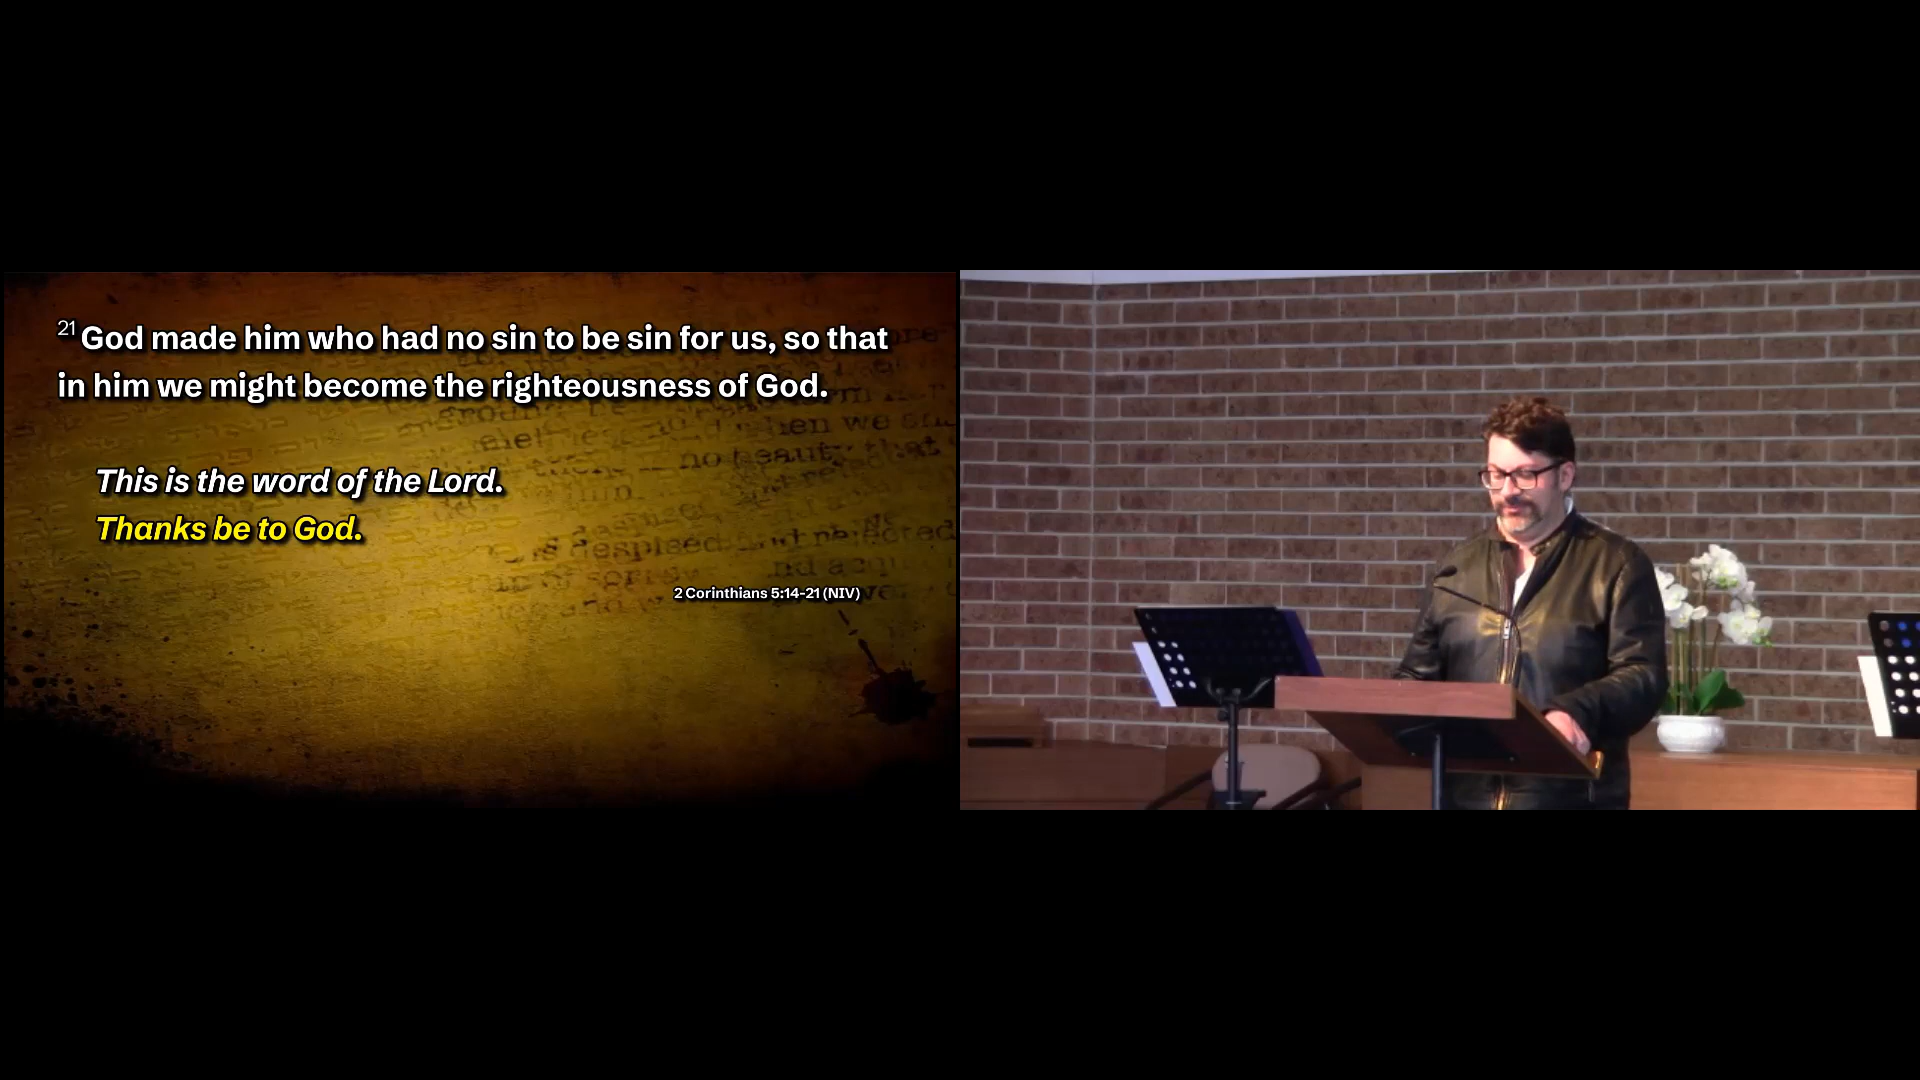 21 God made him who had no sin to be sin for us, so that
in him we might become the righteousness of God.
This is the word of the Lord.
Thanks be to God.
2 Corinthians 5:14-21 (NIV)